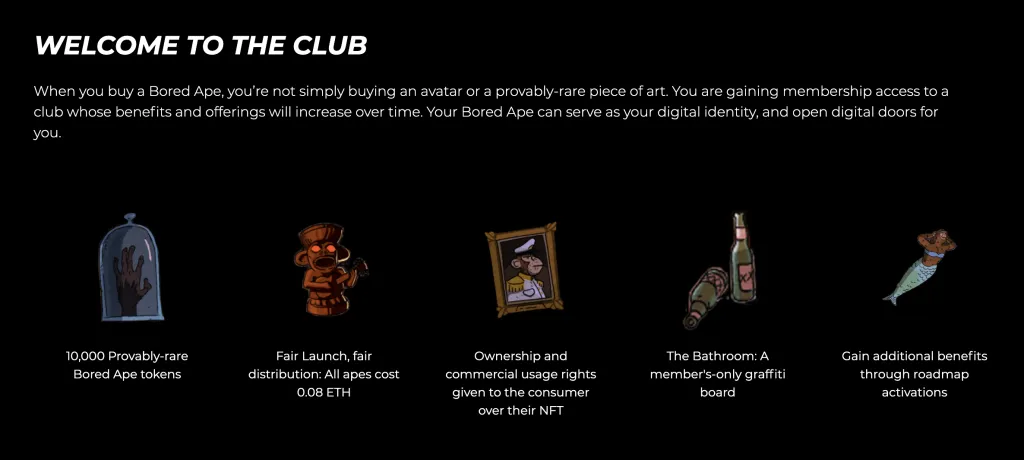 WELCOME TO THE CLUB
When you buy a Bored Ape, you’re not simply buying an avatar or a provably-rare piece of art. You are gaining membership access to a
club whose benefits and offerings will increase over time. Your Bored Ape can serve as your digital identity, and open digital doors for
you.
10,000 Provably-rare
Bored Ape tokens
Fair Launch, fair
distribution: All apes cost
0.08 ETH
Ownership and
commercial usage rights
given to the consumer
over their NFT
The Bathroom: A
member's-only graffiti
board
Gain additional benefits
through roadmap
activations